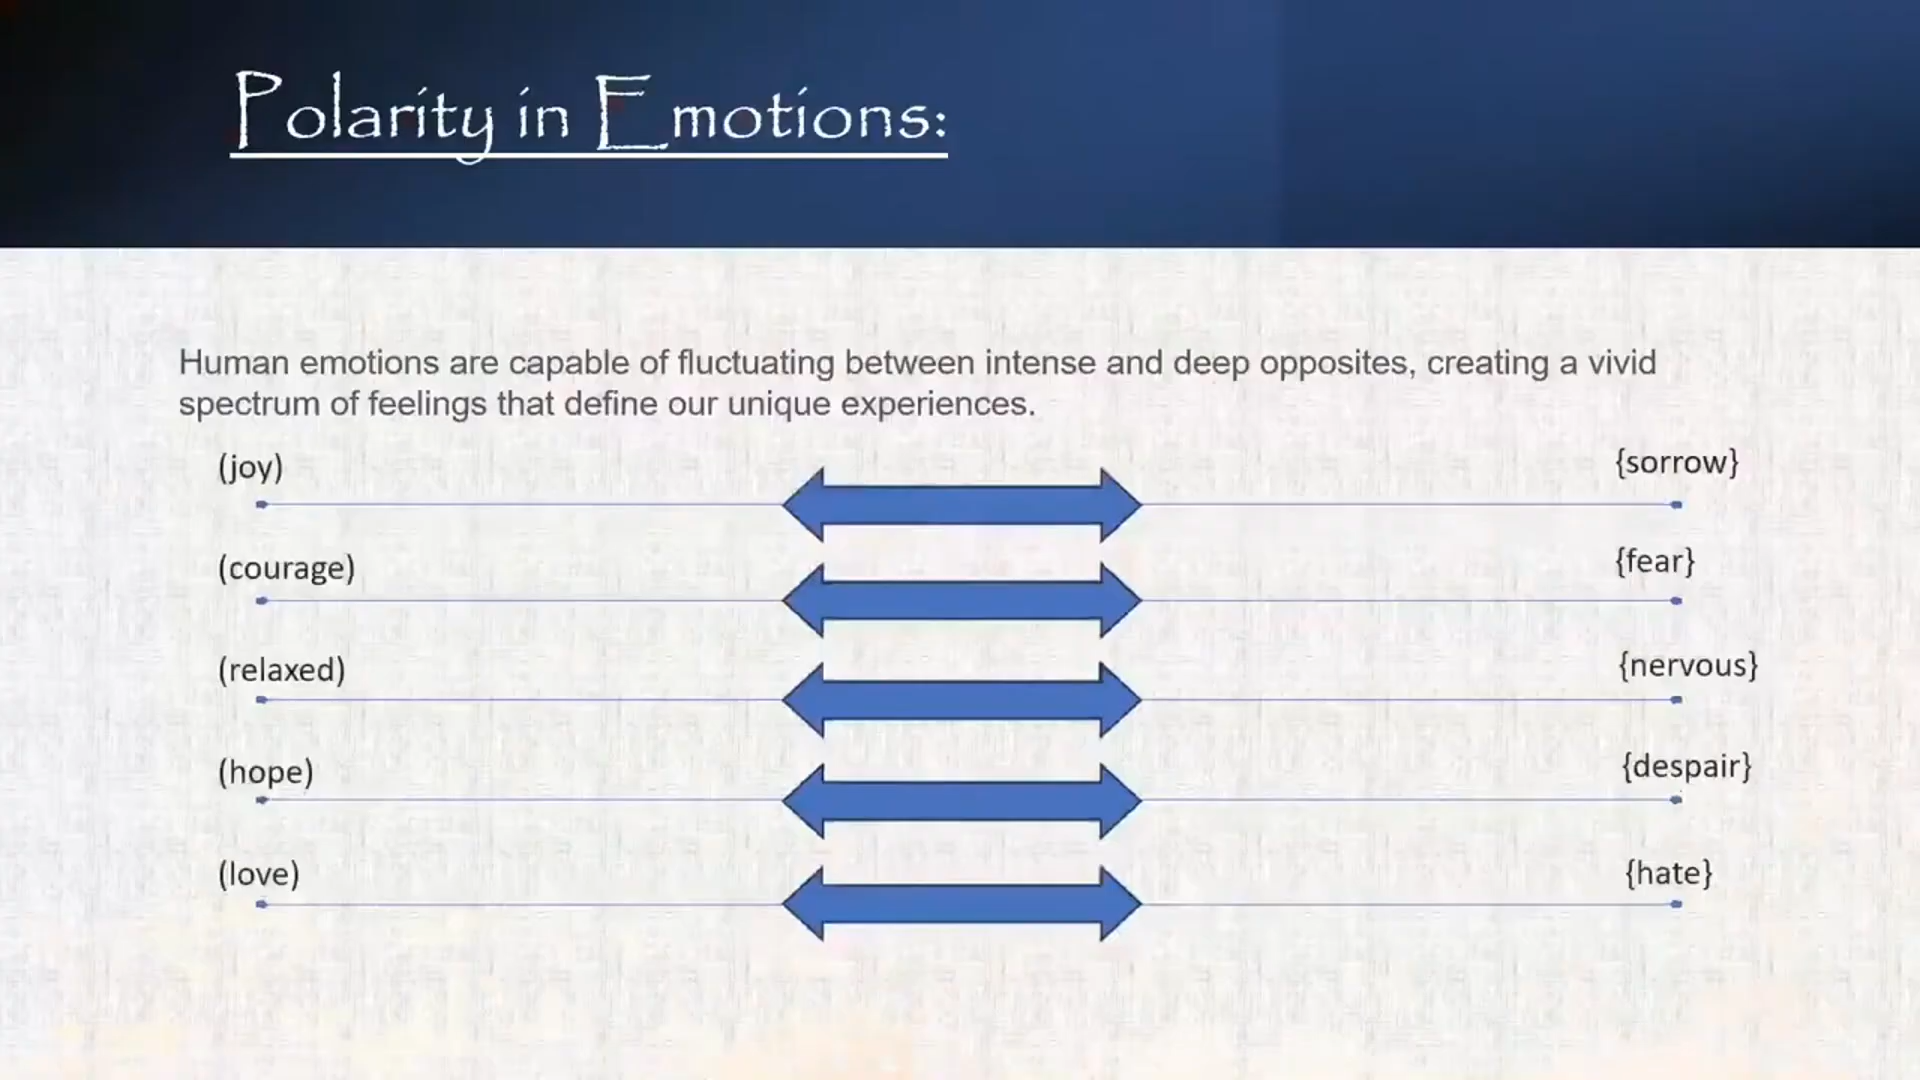 Polarity in Emotions:
Human emotions are capable of fluctuating between intense and deep opposites, creating a vivid
spectrum of feelings that define our unique experiences.
(joy) {sorrow}
(courage) {fear}
(relaxed) {nervous}
(hope) {despair}
(love) {hate}